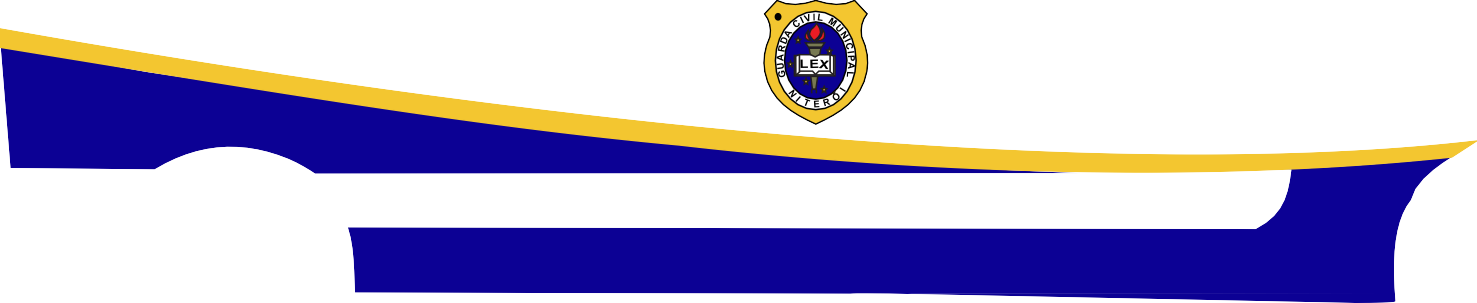 GUARDA CIVIL MUNICIPAL
LEX
NITERÓI